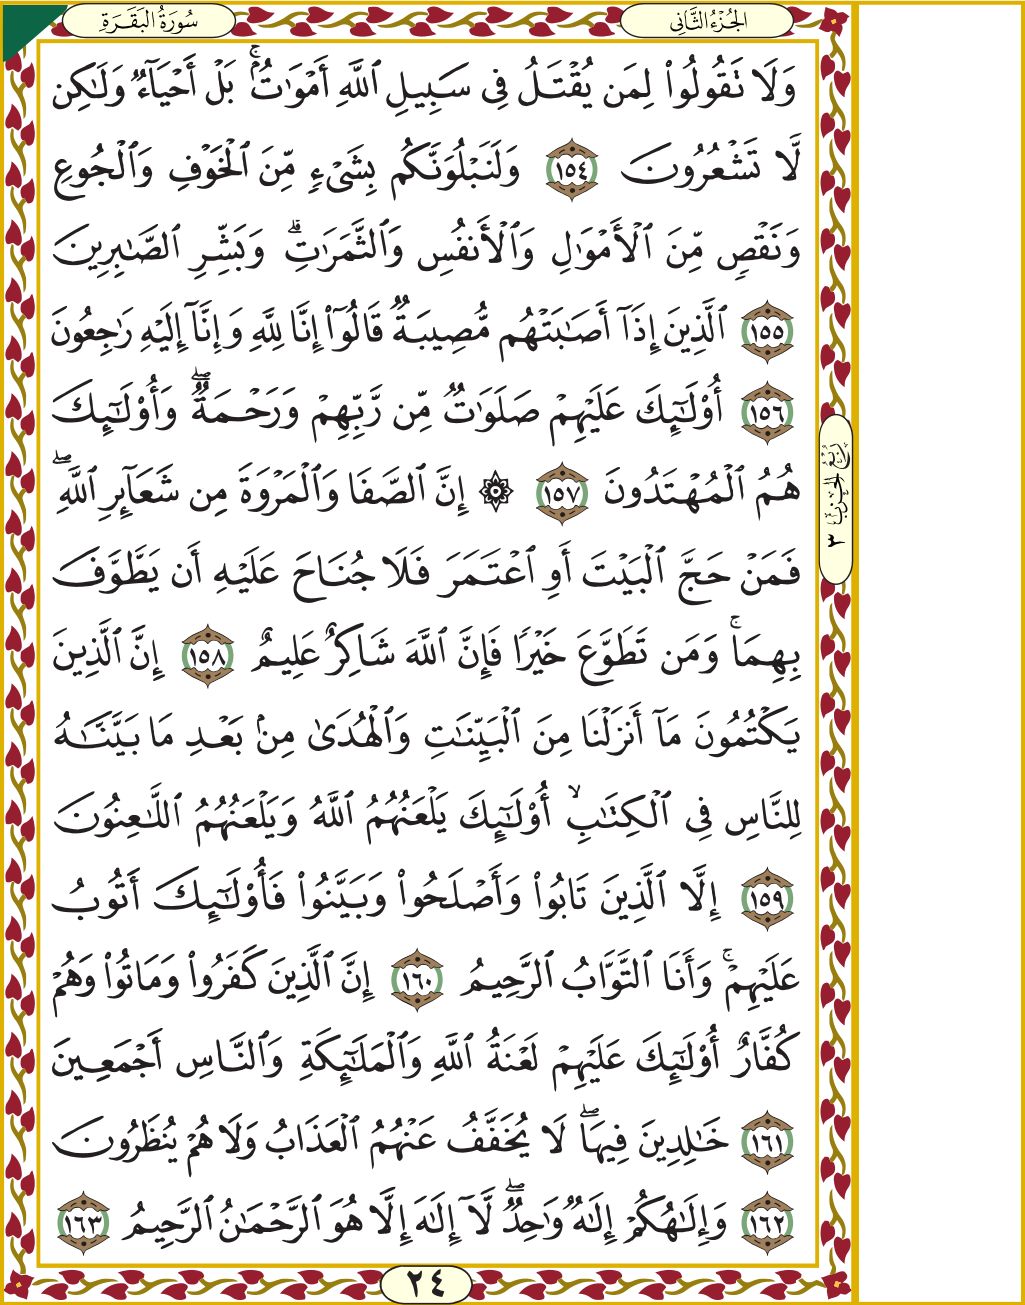 سُورَةُ البَقَرَةِ
الجُزْءُ الثَّانِي
وَلَا تَقُولُوا۟ لِمَن يُقْتَلُ فِى سَبِيلِ ٱللَّهِ أَمْوَٰتٌۢ ۚ بَلْ أَحْيَآءٌ وَلَٰكِن
لَّا تَشْعُرُونَ ١٥٤ وَلَنَبْلُوَنَّكُم بِشَىْءٍ مِّنَ ٱلْخَوْفِ وَٱلْجُوعِ
وَنَقْصٍ مِّنَ ٱلْأَمْوَٰلِ وَٱلْأَنفُسِ وَٱلثَّمَرَٰتِ ۗ وَبَشِّرِ ٱلصَّٰبِرِينَ
١٥٥ ٱلَّذِينَ إِذَآ أَصَٰبَتْهُم مُّصِيبَةٌ قَالُوٓا۟ إِنَّا لِلَّهِ وَإِنَّآ إِلَيْهِ رَٰجِعُونَ
١٥٦ أُو۟لَٰٓئِكَ عَلَيْهِمْ صَلَوَٰتٌ مِّن رَّبِّهِمْ وَرَحْمَةٌ ۖ وَأُو۟لَٰٓئِكَ
هُمُ ٱلْمُهْتَدُونَ ١٥٧ ۞ إِنَّ ٱلصَّفَا وَٱلْمَرْوَةَ مِن شَعَآئِرِ ٱللَّهِ ۖ
فَمَنْ حَجَّ ٱلْبَيْتَ أَوِ ٱعْتَمَرَ فَلَا جُنَاحَ عَلَيْهِ أَن يَطَّوَّفَ
بِهِمَا ۚ وَمَن تَطَوَّعَ خَيْرًا فَإِنَّ ٱللَّهَ شَاكِرٌ عَلِيمٌ ١٥٨ إِنَّ ٱلَّذِينَ
يَكْتُمُونَ مَآ أَنزَلْنَا مِنَ ٱلْبَيِّنَٰتِ وَٱلْهُدَىٰ مِنۢ بَعْدِ مَا بَيَّنَّٰهُ
لِلنَّاسِ فِى ٱلْكِتَٰبِ ۙ أُو۟لَٰٓئِكَ يَلْعَنُهُمُ ٱللَّهُ وَيَلْعَنُهُمُ ٱللَّٰعِنُونَ
١٥٩ إِلَّا ٱلَّذِينَ تَابُوا۟ وَأَصْلَحُوا۟ وَبَيَّنُوا۟ فَأُو۟لَٰٓئِكَ أَتُوبُ
عَلَيْهِمْ ۚ وَأَنَا ٱلتَّوَّابُ ٱلرَّحِيمُ ١٦٠ إِنَّ ٱلَّذِينَ كَفَرُوا۟ وَمَاتُوا۟ وَهُمْ
كُفَّارٌ أُو۟لَٰٓئِكَ عَلَيْهِمْ لَعْنَةُ ٱللَّهِ وَٱلْمَلَٰٓئِكَةِ وَٱلنَّاسِ أَجْمَعِينَ
١٦١ خَٰلِدِينَ فِيهَا ۖ لَا يُخَفَّفُ عَنْهُمُ ٱلْعَذَابُ وَلَا هُمْ يُنظَرُونَ
١٦٢ وَإِلَٰهُكُمْ إِلَٰهٌ وَٰحِدٌ ۖ لَّآ إِلَٰهَ إِلَّا هُوَ ٱلرَّحْمَٰنُ ٱلرَّحِيمُ ١٦٣
رُبْعُ الحِزْبِ ٣
٢٤